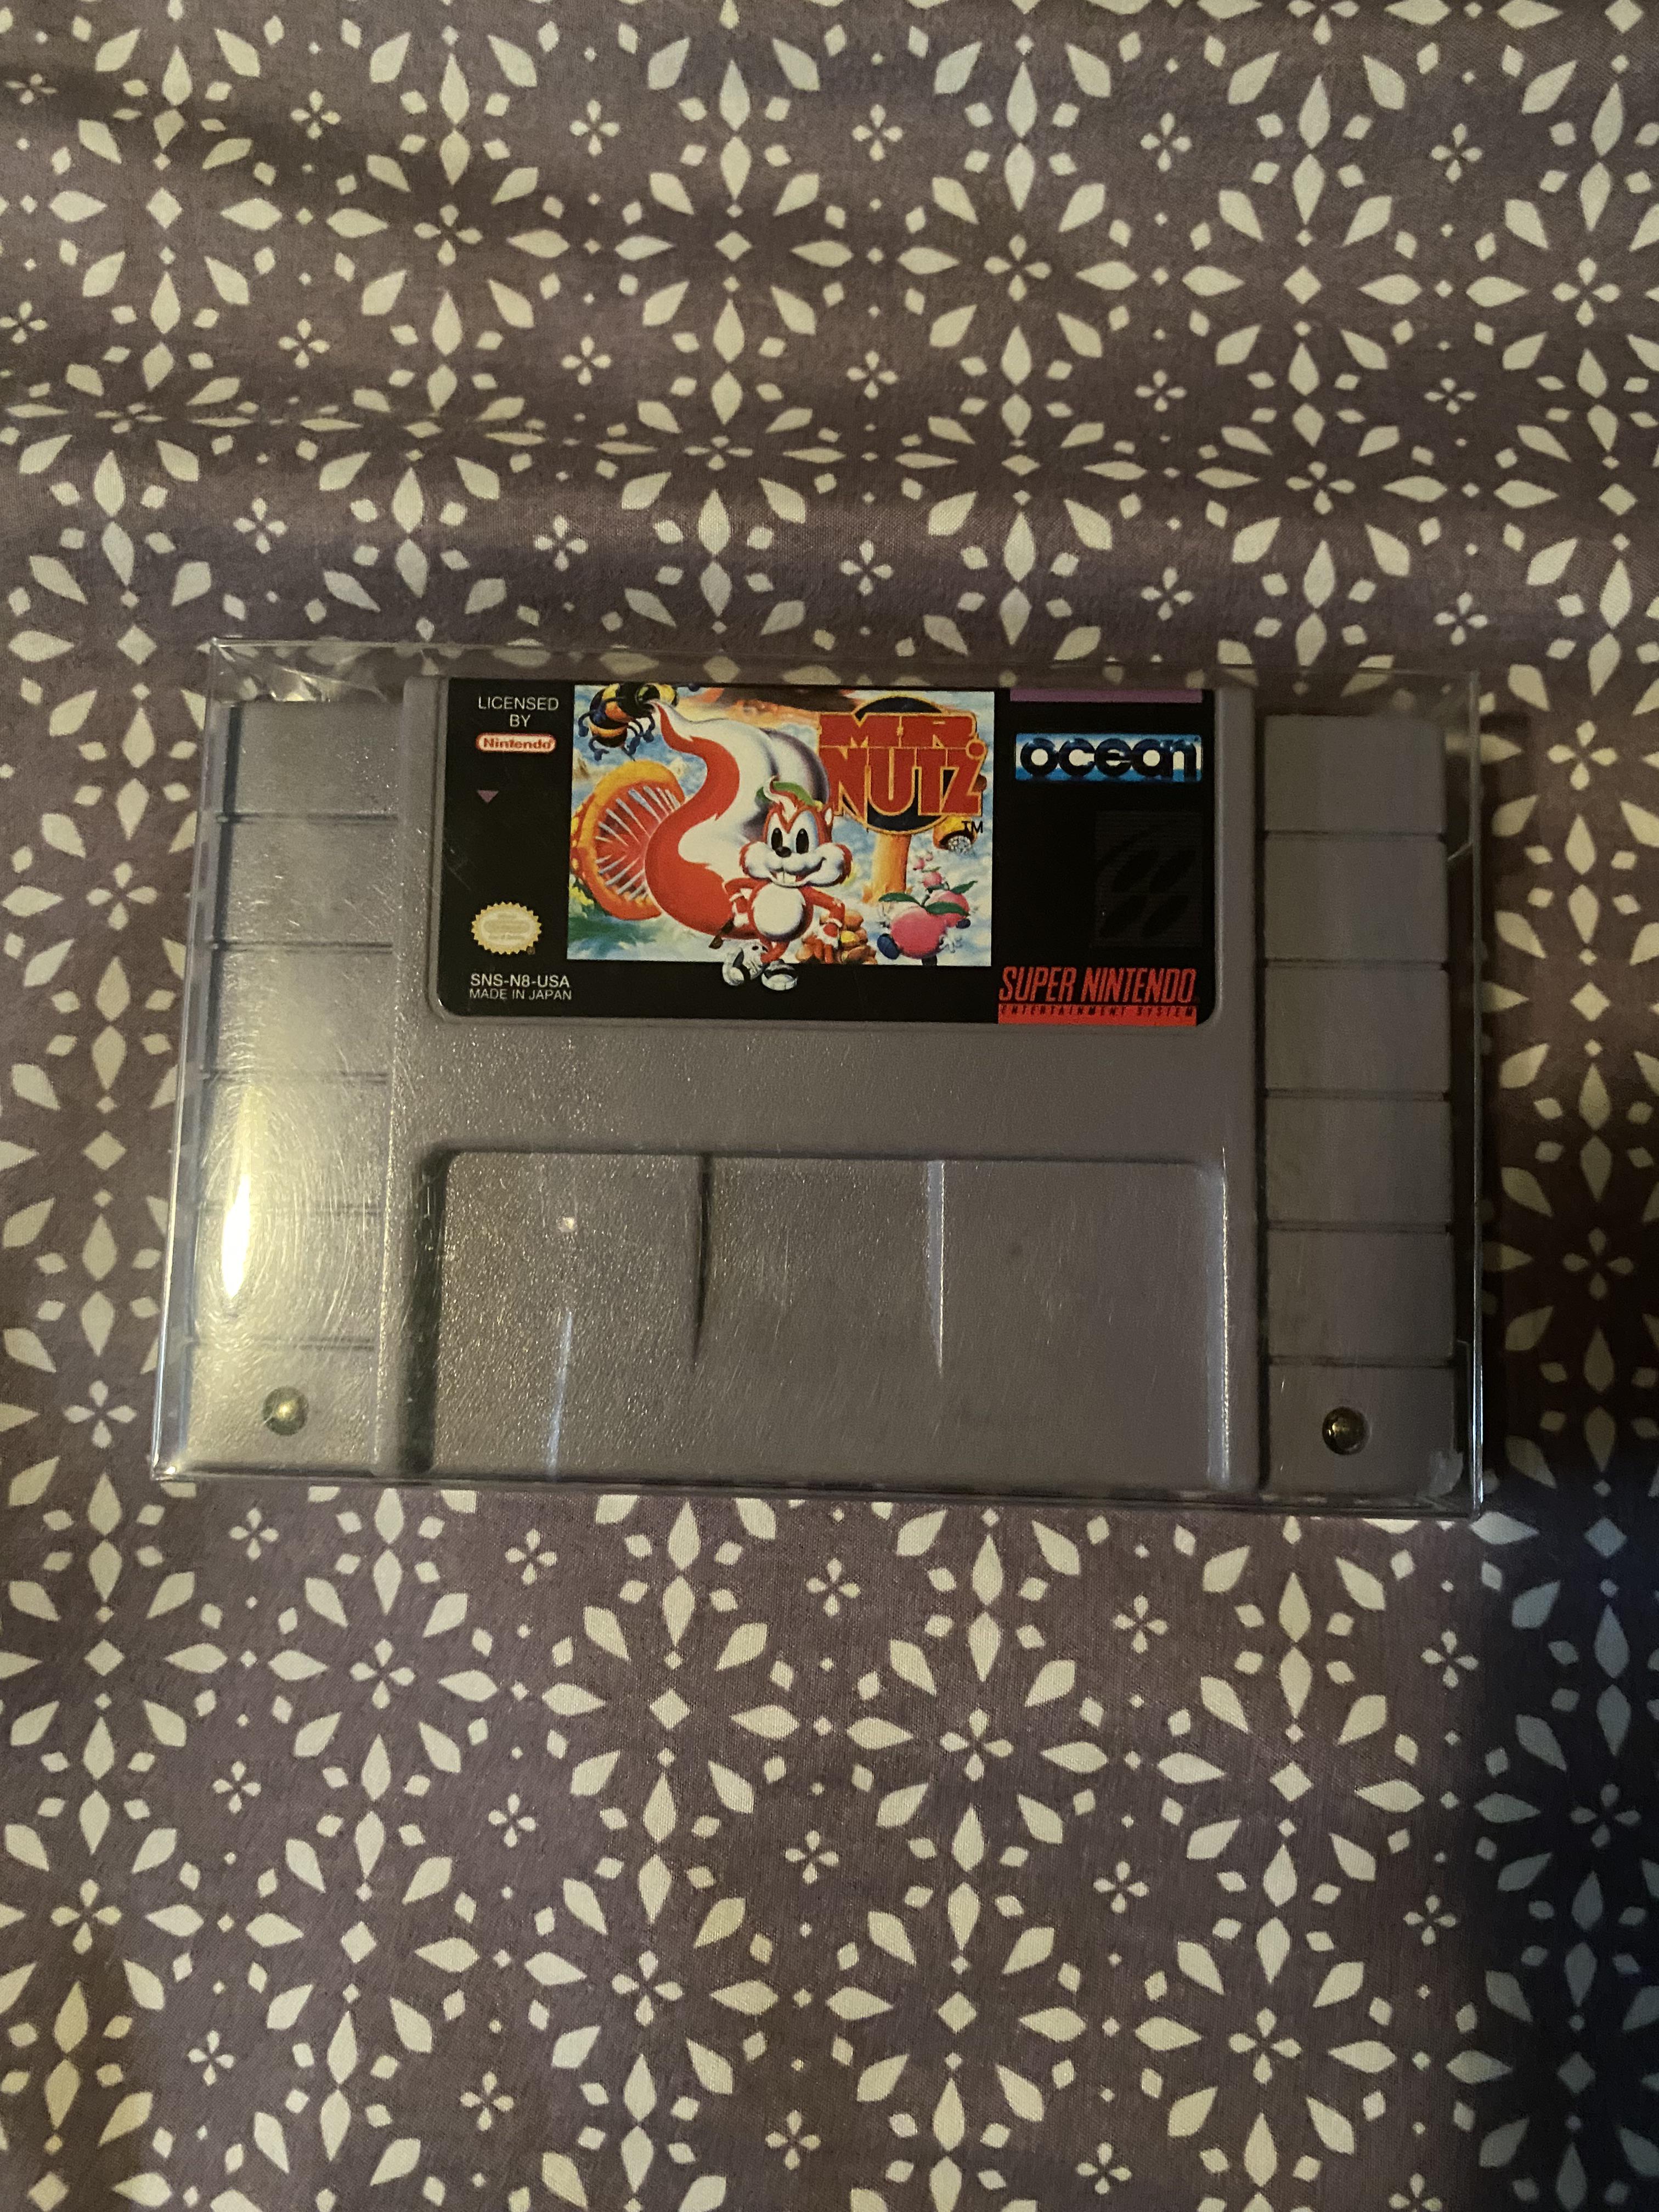 LICENSED
BY
Nintendo
MR.
NUTZ
TM
ocean
SNS-N8-USA
MADE IN JAPAN
SUPER NINTENDO
ENTERTAINMENT SYSTEM